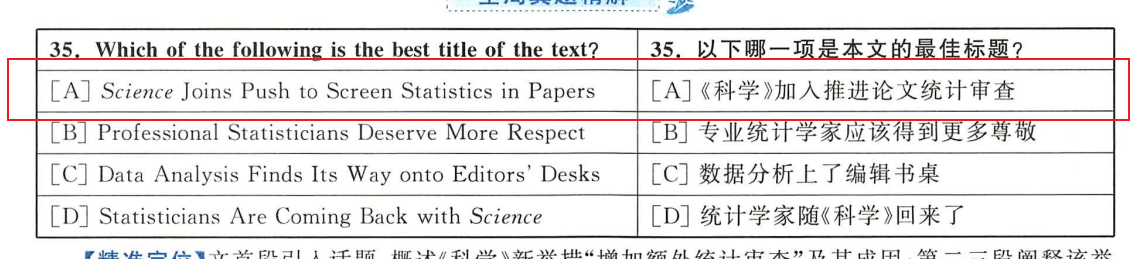 全局真题精解
35. Which of the following is the best title of the text?
35. 以下哪一项是本文的最佳标题?
[A] Science Joins Push to Screen Statistics in Papers
[A]《科学》加入推进论文统计审查
[B] Professional Statisticians Deserve More Respect
[B] 专业统计学家应该得到更多尊敬
[C] Data Analysis Finds Its Way onto Editors' Desks
[C] 数据分析上了编辑书桌
[D] Statisticians Are Coming Back with Science
[D] 统计学家随《科学》回来了
【精准定位】文首段引入话题,概述《科学》新举措“增加额外统计审查”及其成因;第二三段阐释该举